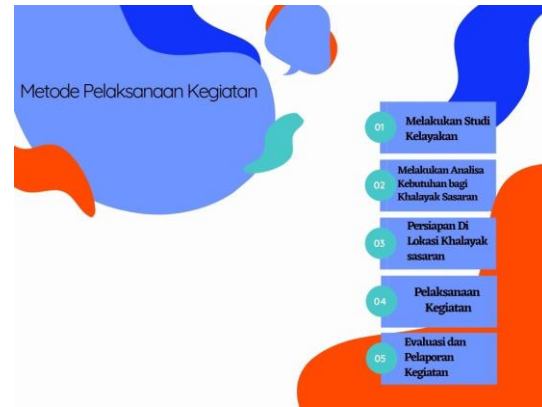 Metode Pelaksanaan Kegiatan
01
Melakukan Studi
Kelayakan
02
Melakukan Analisa
Kebutuhan bagi
Khalayak Sasaran
03
Persiapan Di
Lokasi Khalayak
sasaran
04
Pelaksanaan
Kegiatan
05
Evaluasi dan
Pelaporan
Kegiatan